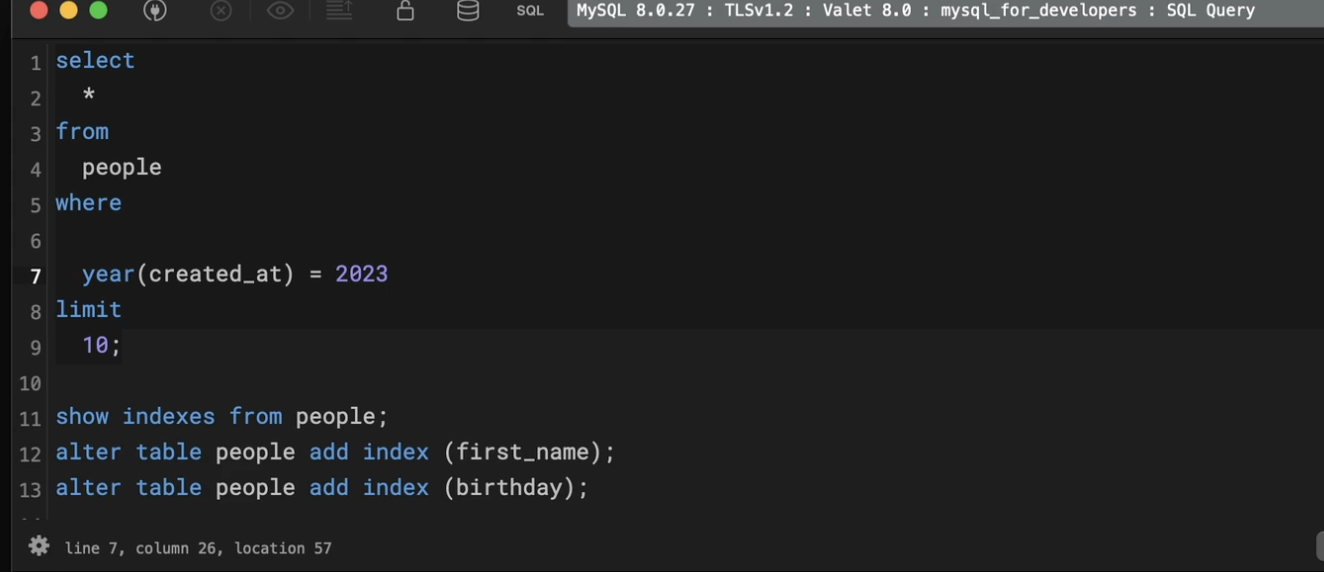 SQL MySQL 8.0.27 : TLSv1.2 : Valet 8.0 : mysql_for_developers : SQL Query
1 select
2 *
3 from
4 people
5 where
6
7 year(created_at) = 2023
8 limit
9 10;
10
11 show indexes from people;
12 alter table people add index (first_name);
13 alter table people add index (birthday);
line 7, column 26, location 57